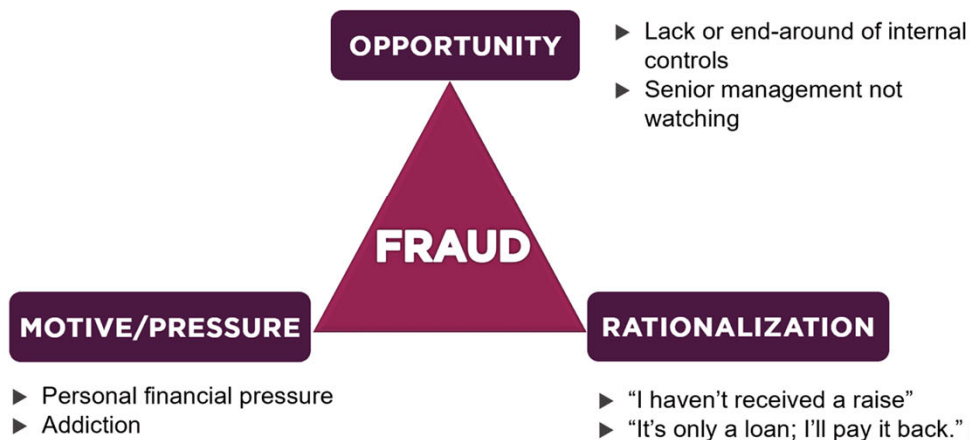 OPPORTUNITY
▶ Lack or end-around of internal
controls
▶ Senior management not
watching
FRAUD
MOTIVE/PRESSURE
▶ Personal financial pressure
▶ Addiction
RATIONALIZATION
▶ “I haven’t received a raise”
▶ “It’s only a loan; I’ll pay it back.”